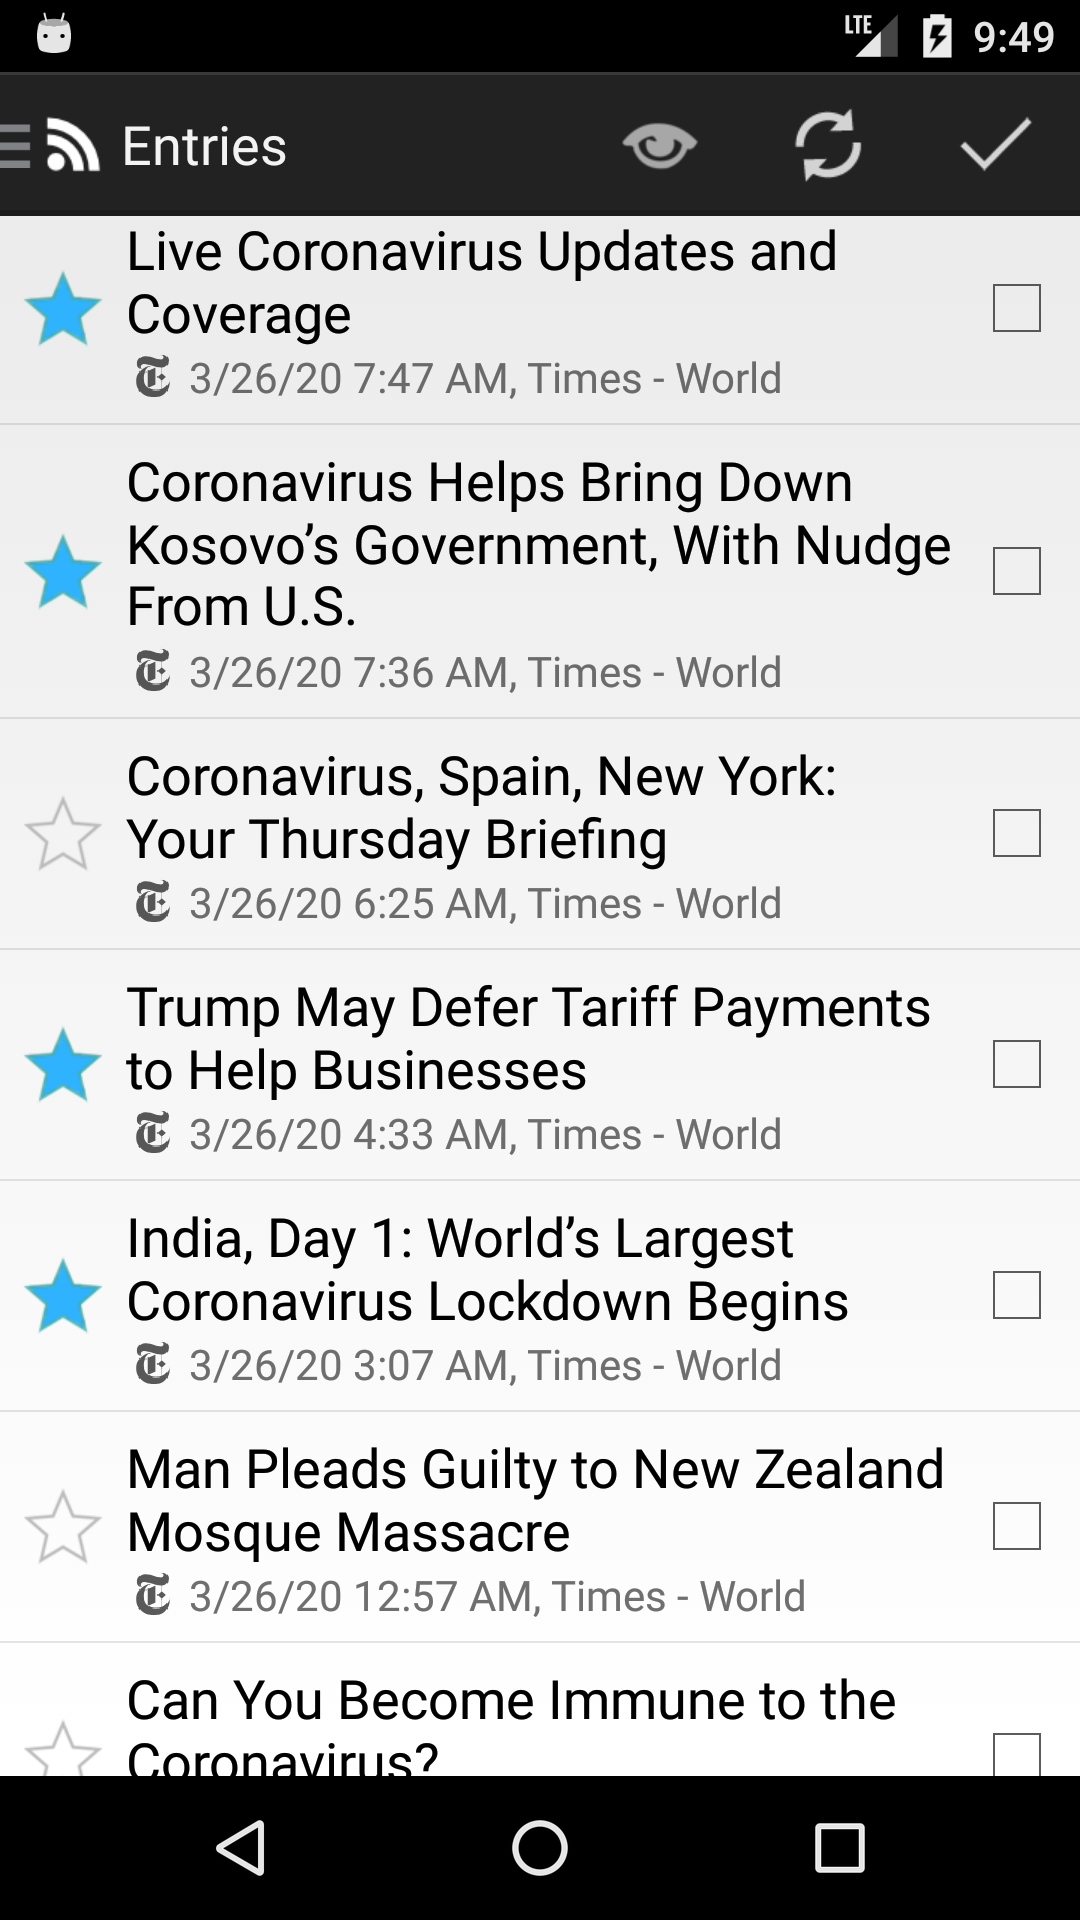 LTE
9:49
Entries
Live Coronavirus Updates and
Coverage
3/26/20 7:47 AM, Times - World
Coronavirus Helps Bring Down
Kosovo’s Government, With Nudge
From U.S.
3/26/20 7:36 AM, Times - World
Coronavirus, Spain, New York:
Your Thursday Briefing
3/26/20 6:25 AM, Times - World
Trump May Defer Tariff Payments
to Help Businesses
3/26/20 4:33 AM, Times - World
India, Day 1: World’s Largest
Coronavirus Lockdown Begins
3/26/20 3:07 AM, Times - World
Man Pleads Guilty to New Zealand
Mosque Massacre
3/26/20 12:57 AM, Times - World
Can You Become Immune to the
Coronavirus?